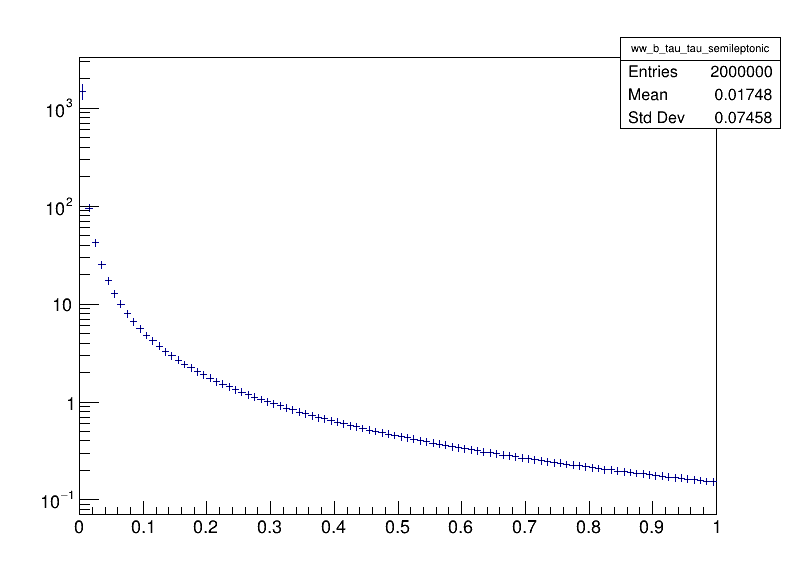 ww_b_tau_tau_semileptonic
Entries 2000000
Mean 0.01748
Std Dev 0.07458
10³
10²
10
1
10⁻¹
0 0.1 0.2 0.3 0.4 0.5 0.6 0.7 0.8 0.9 1